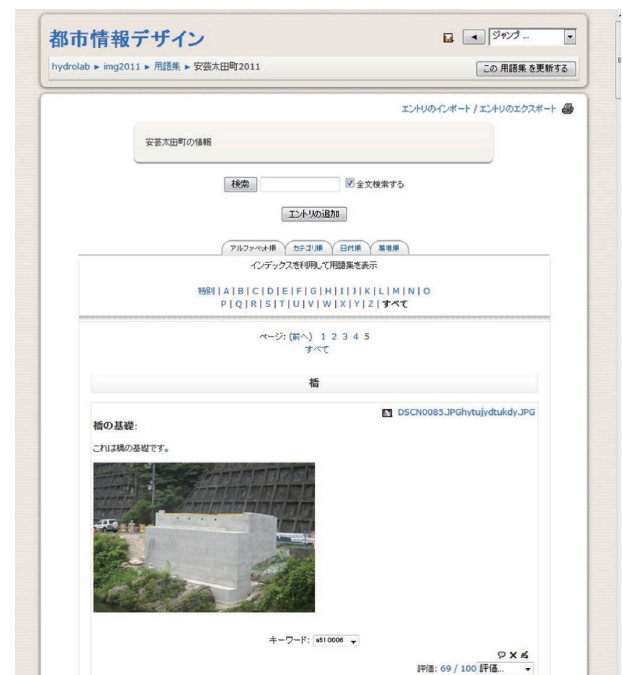 都市情報デザイン
ジャンプ...
hydrolab ► img2011 ► 用語集 ► 安芸太田町2011
この 用語集 を更新する
エントリのインポート / エントリのエクスポート
安芸太田町の情報
検索
全文検索する
エントリの追加
アルファベット順 カテゴリ順 日付順 著者順
インデックスを利用して用語集を表示
特別 | A | B | C | D | E | F | G | H | I | J | K | L | M | N | O
P | Q | R | S | T | U | V | W | X | Y | Z | すべて
ページ: (前へ) 1 2 3 4 5
すべて
橋
DSCN0085.JPGhytujydtukdy.JPG
橋の基礎:
これは橋の基礎です。
キーワード: s510006
評価: 69 / 100 評価...